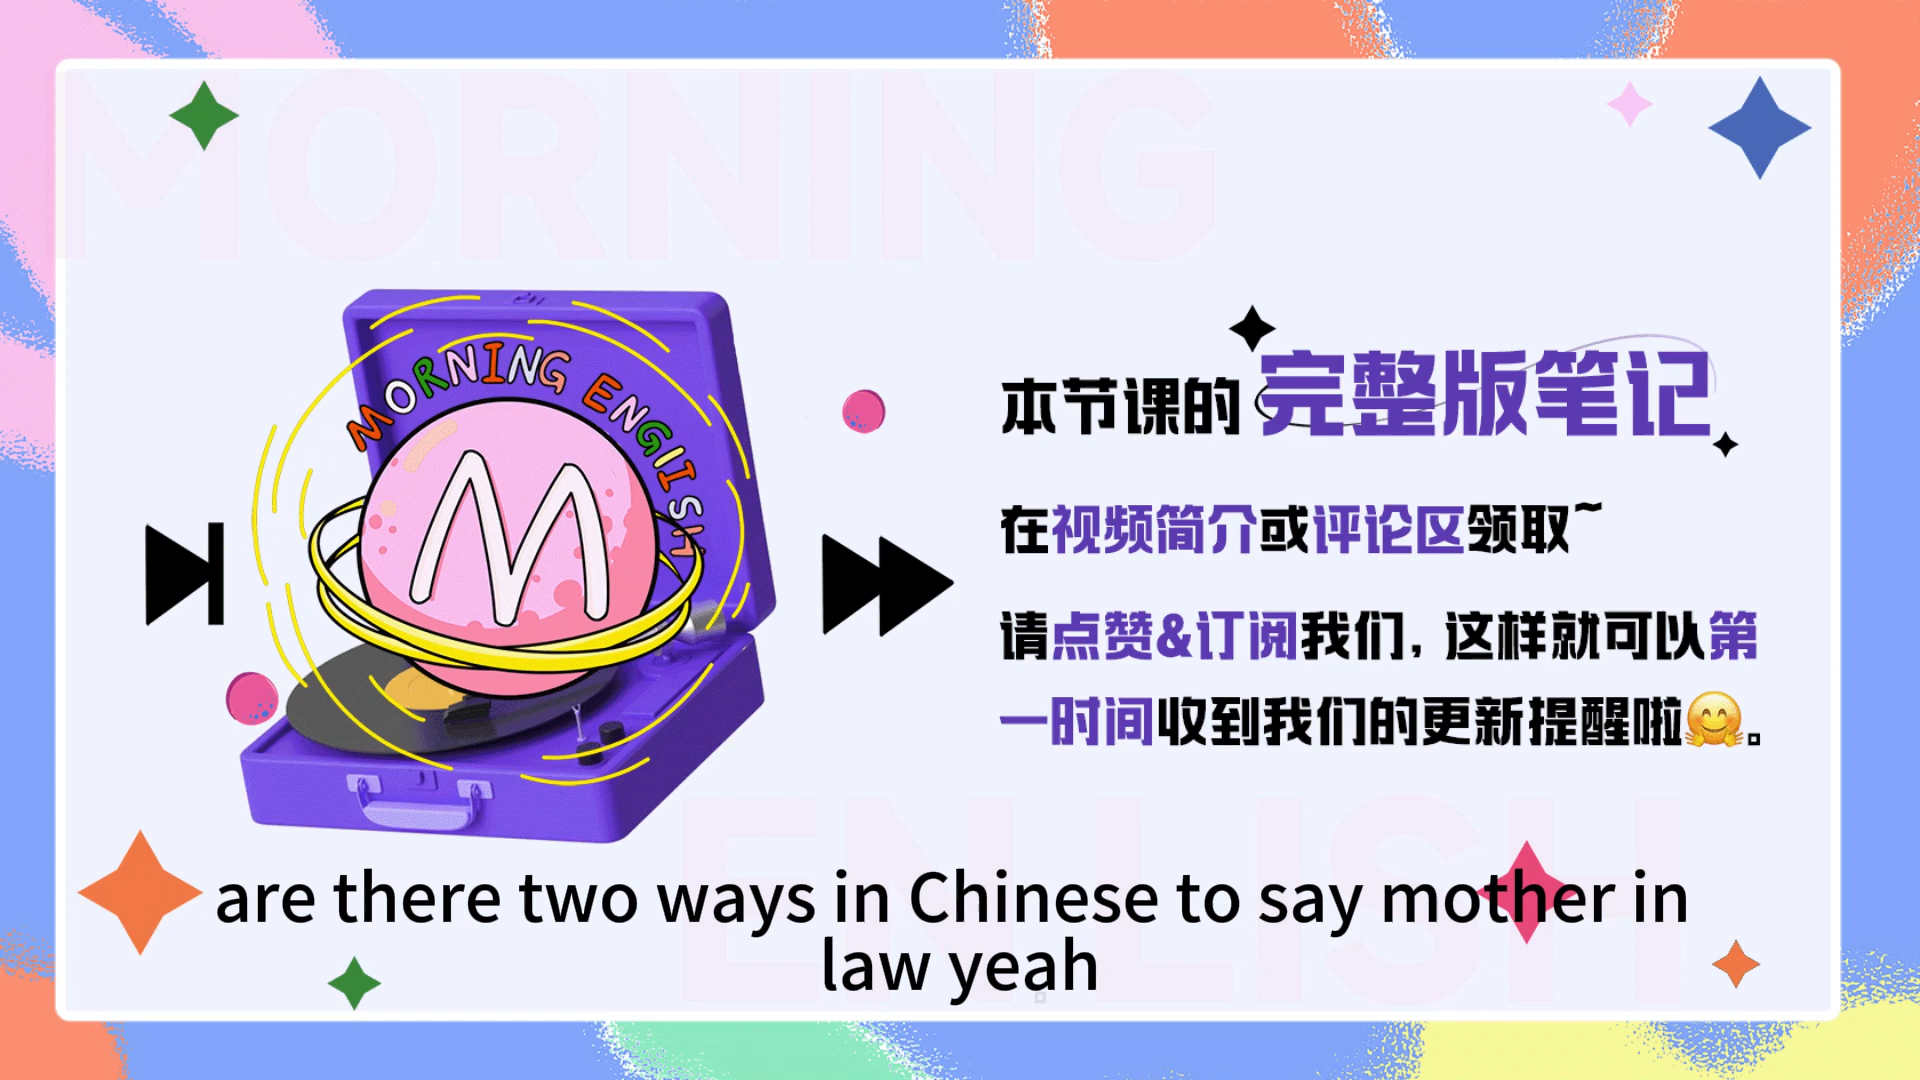 MORNING
MORNING ENGLISH
M
本节课的完整版笔记
在视频简介或评论区领取~
请点赞&订阅我们, 这样就可以第
一时间收到我们的更新提醒啦🤗。
EN LISH
are there two ways in Chinese to say mother in
law yeah